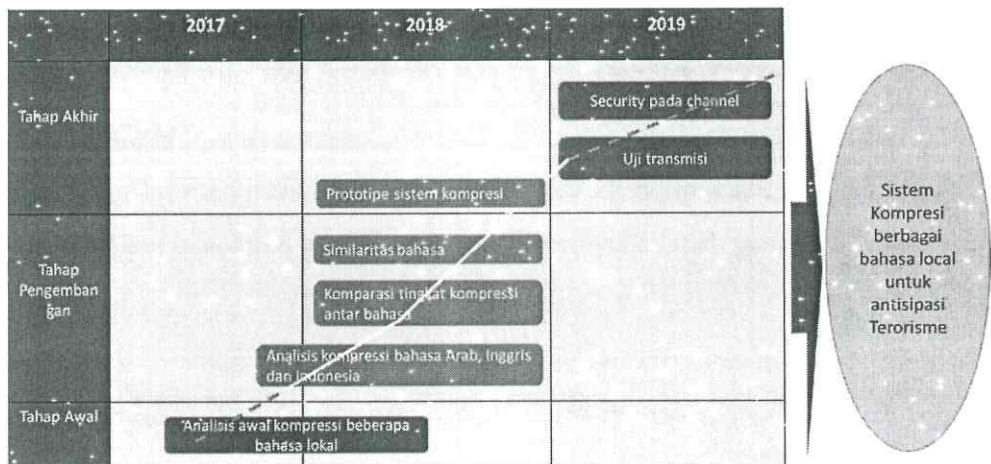 2017
2018
2019
Tahap Akhir
Security pada channel
Uji transmisi
Prototipe sistem kompresi
Tahap
Pengemban
gan
Similaritas bahasa
Komparasi tingkat kompressi
antar bahasa
Analisis kompressi bahasa Arab, Inggris
dan Indonesia
Tahap Awal
Analisis awal kompressi beberapa
bahasa lokal
Sistem
Kompresi
berbagai
bahasa local
untuk
antisipasi
Terorisme